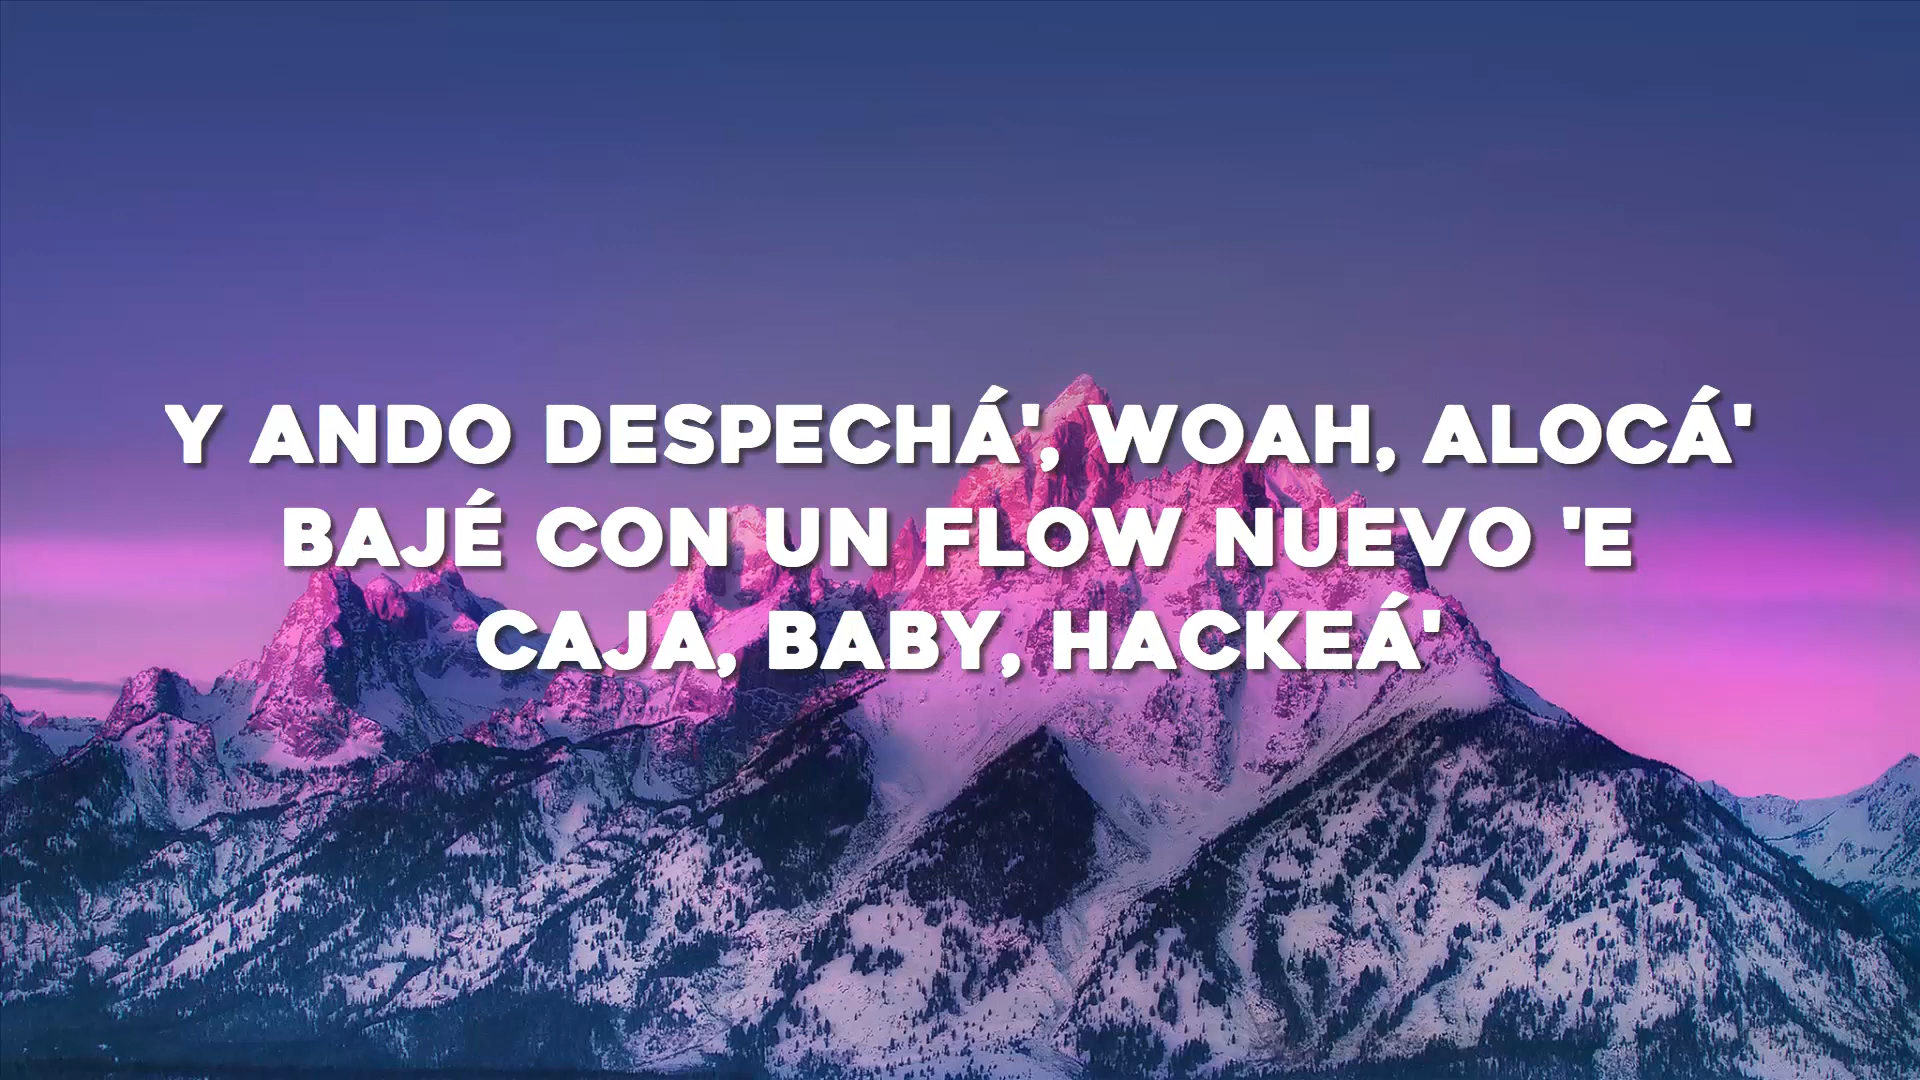 Y ANDO DESPECHÁ', WOAH, ALOCÁ'
BAJÉ CON UN FLOW NUEVO 'E
CAJA, BABY, HACKEÁ'